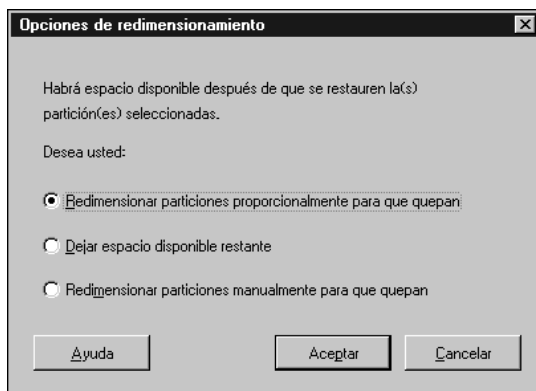 Opciones de redimensionamiento
Habrá espacio disponible después de que se restauren la(s)
partición(es) seleccionadas.
Desea usted:
Redimensionar particiones proporcionalmente para que quepan
Dejar espacio disponible restante
Redimensionar particiones manualmente para que quepan
Ayuda
Aceptar
Cancelar